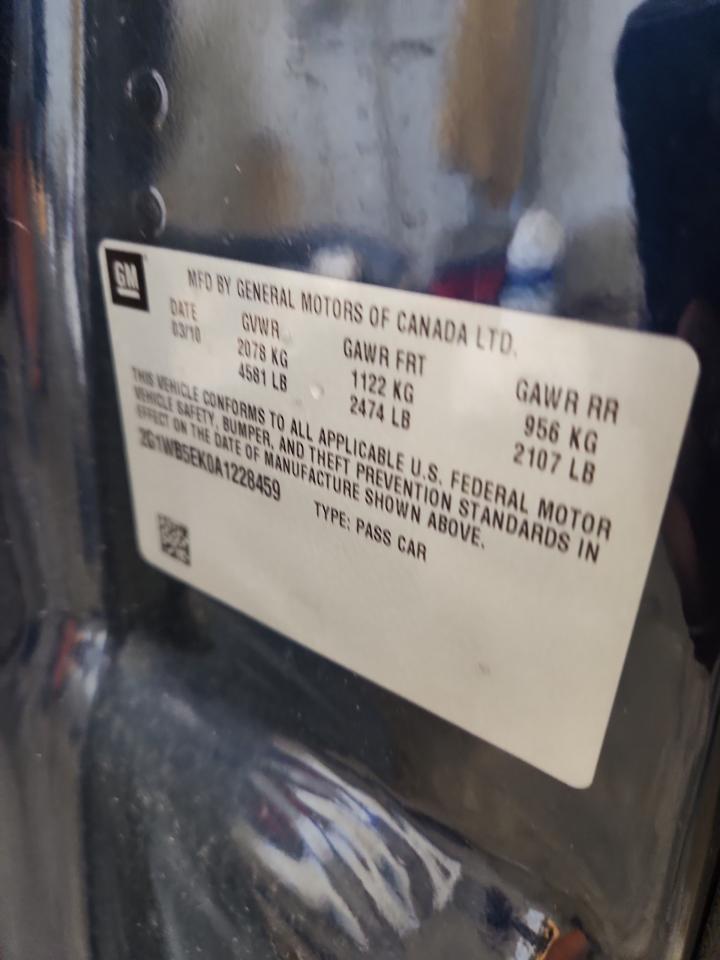 GM
MFD BY GENERAL MOTORS OF CANADA LTD.
DATE GVWR GAWR FRT GAWR RR
03/10 2078 KG 1122 KG 956 KG
4581 LB 2474 LB 2107 LB
THIS VEHICLE CONFORMS TO ALL APPLICABLE U.S. FEDERAL MOTOR
VEHICLE SAFETY, BUMPER, AND THEFT PREVENTION STANDARDS IN
EFFECT ON THE DATE OF MANUFACTURE SHOWN ABOVE.
2G1WB5EK0A1228459 TYPE: PASS CAR